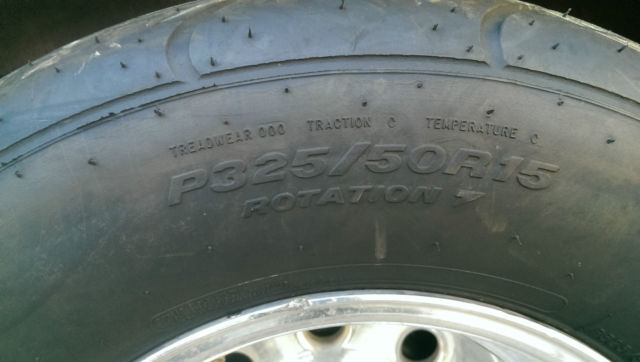 TREADWEAR 000 TRACTION C TEMPERATURE C
P325/50R15
ROTATION